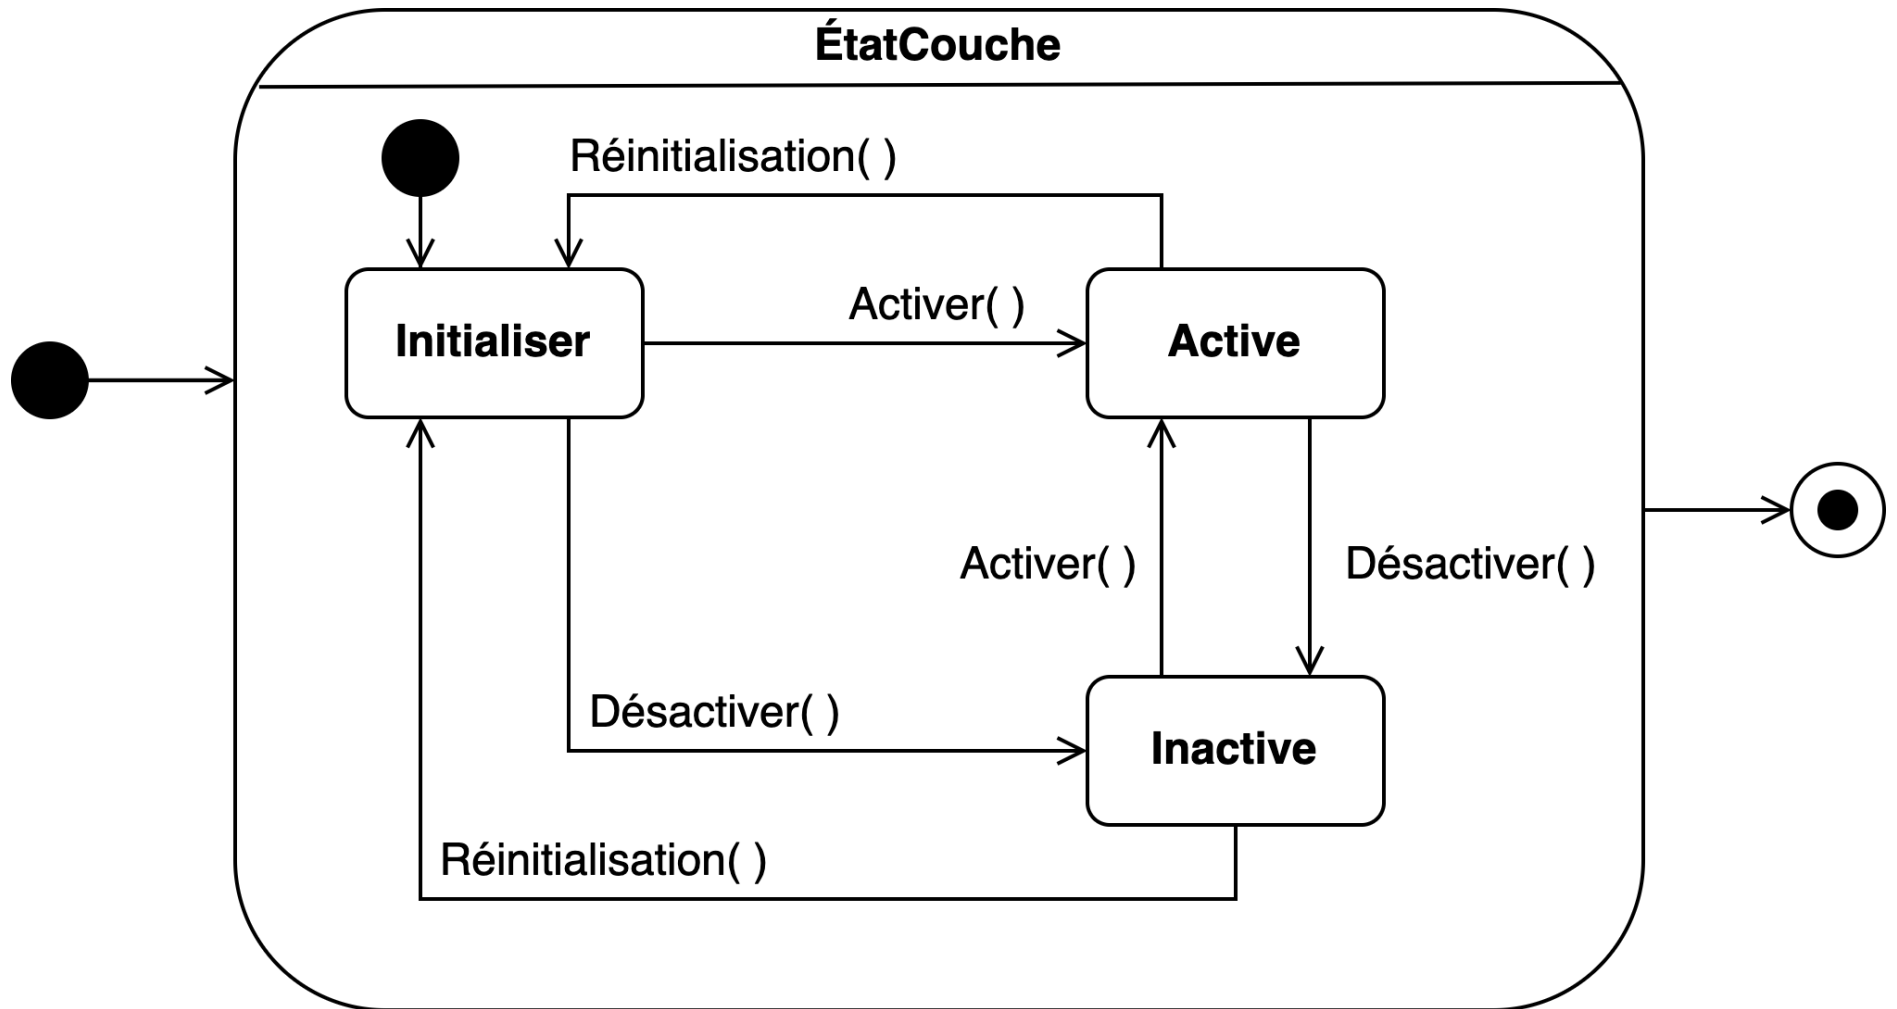 ÉtatCouche
Réinitialisation( )
Activer( )
Initialiser
Active
Activer( )
Désactiver( )
Désactiver( )
Inactive
Réinitialisation( )